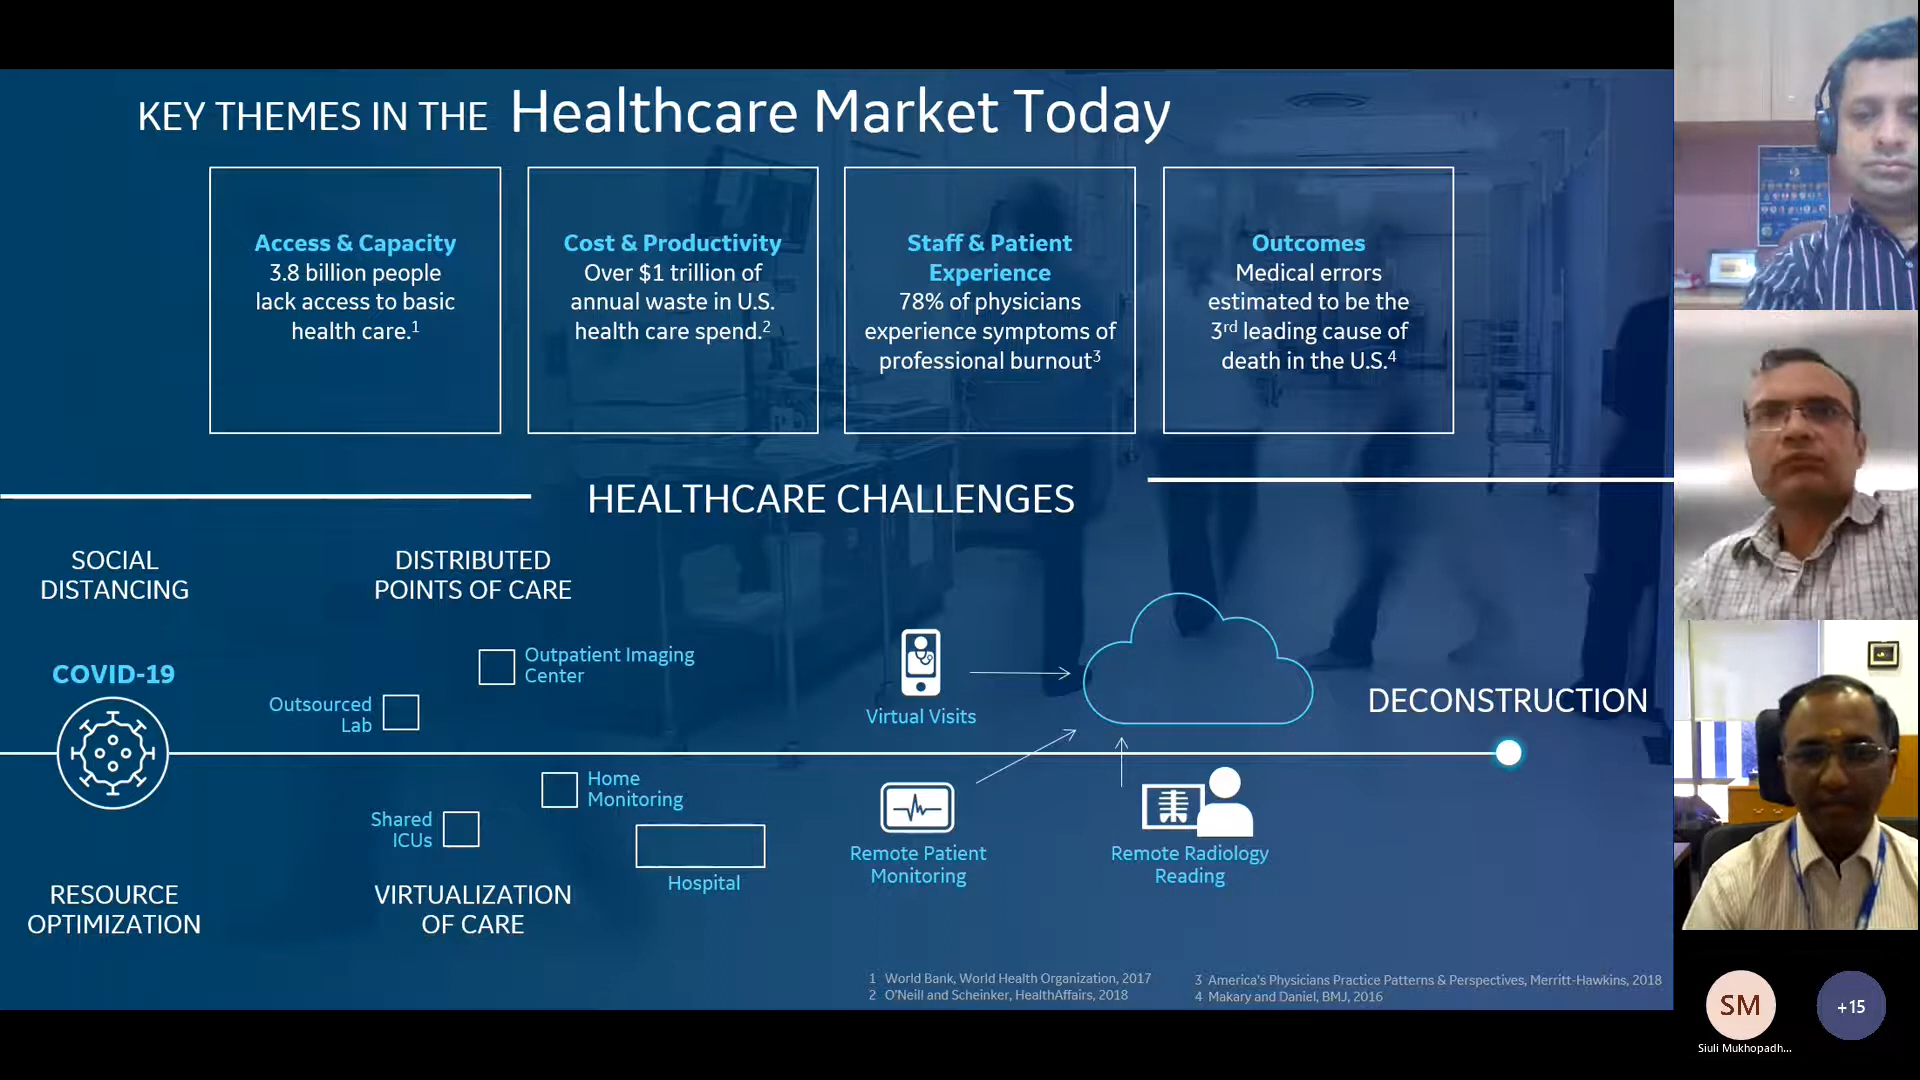 KEY THEMES IN THE Healthcare Market Today
Access & Capacity
3.8 billion people
lack access to basic
health care.1
Cost & Productivity
Over $1 trillion of
annual waste in U.S.
health care spend.2
Staff & Patient
Experience
78% of physicians
experience symptoms of
professional burnout3
Outcomes
Medical errors
estimated to be the
3rd leading cause of
death in the U.S.4
HEALTHCARE CHALLENGES
SOCIAL
DISTANCING
DISTRIBUTED
POINTS OF CARE
COVID-19
Outsourced
Lab
Outpatient Imaging
Center
Virtual Visits
DECONSTRUCTION
Home
Monitoring
Shared
ICUs
Hospital
Remote Patient
Monitoring
Remote Radiology
Reading
RESOURCE
OPTIMIZATION
VIRTUALIZATION
OF CARE
1 World Bank, World Health Organization, 2017
2 O'Neill and Scheinker, HealthAffairs, 2018
3 America's Physicians Practice Patterns & Perspectives, Merritt-Hawkins, 2018
4 Makary and Daniel, BMJ, 2016
SM
+15
Siuli Mukhopadh...